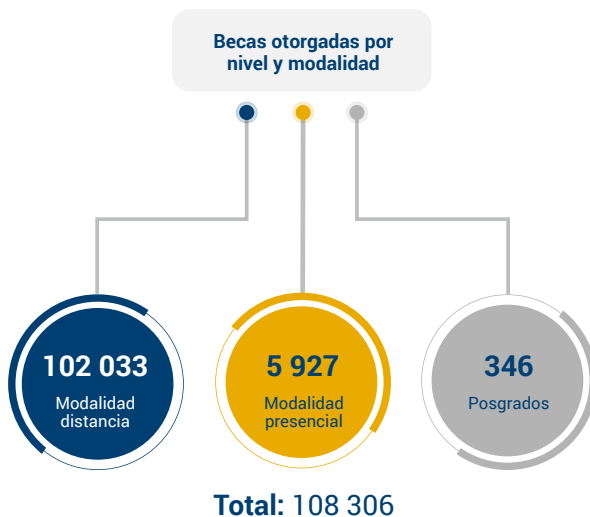 Becas otorgadas por
nivel y modalidad
102 033
Modalidad
distancia
5 927
Modalidad
presencial
346
Posgrados
Total: 108 306